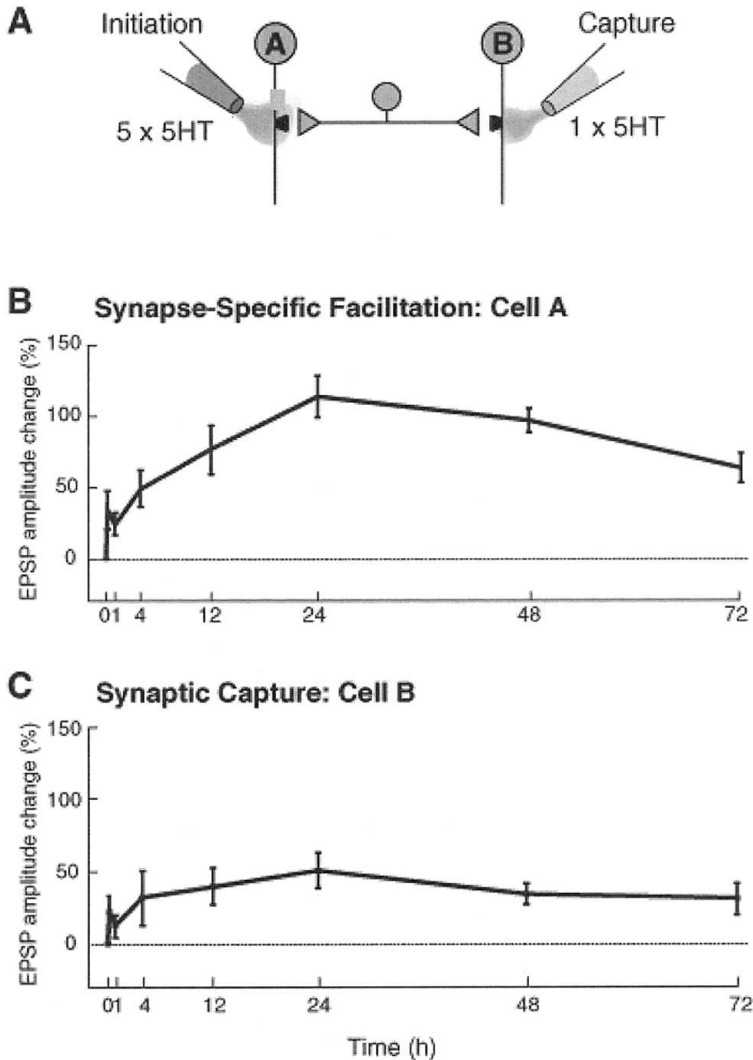 A
Initiation
A
B
Capture
5 x 5HT
1 x 5HT
B
Synapse-Specific Facilitation: Cell A
EPSP amplitude change (%)
150
100
50
0
0 1 4 12 24 48 72
C
Synaptic Capture: Cell B
EPSP amplitude change (%)
150
100
50
0
0 1 4 12 24 48 72
Time (h)